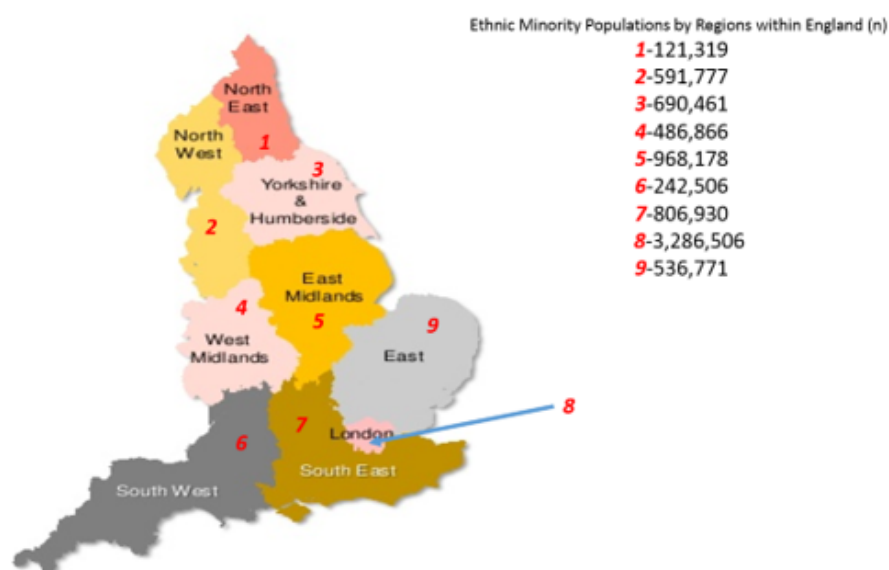 Ethnic Minority Populations by Regions within England (n)
1-121,319
2-591,777
3-690,461
4-486,866
5-968,178
6-242,506
7-806,930
8-3,286,506
9-536,771
North
East
1
North
West
3
Yorkshire
&
Humberside
2
East
Midlands
4
5
9
West
Midlands
East
8
7
London
6
South East
South West